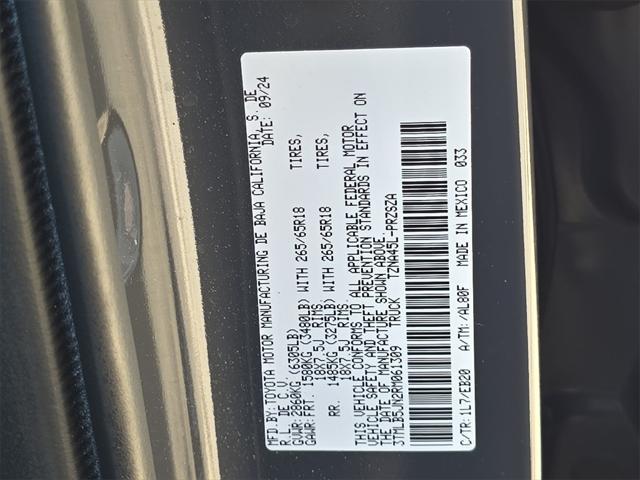 MFD.BY:TOYOTA MOTOR MANUFACTURING DE BAJA CALIFORNIA, S. DE
R.L. DE C.V. DATE: 09/24
GVWR: 2860KG (6305LB)
GAWR:FRT. 1580KG (3480LB) WITH 265/65R18 TIRES,
18X7.5J RIMS,
RR. 1485KG (3275LB) WITH 265/65R18 TIRES,
18X7.5J RIMS.
THIS VEHICLE CONFORMS TO ALL APPLICABLE FEDERAL MOTOR
VEHICLE SAFETY AND THEFT PREVENTION STANDARDS IN EFFECT ON
THE DATE OF MANUFACTURE SHOWN ABOVE.
3TMLB5JN2RM061309 TRUCK TZNA45L-PRZSZA
C/TR:1L7/EB20 A/TM:/AL80F MADE IN MEXICO 033